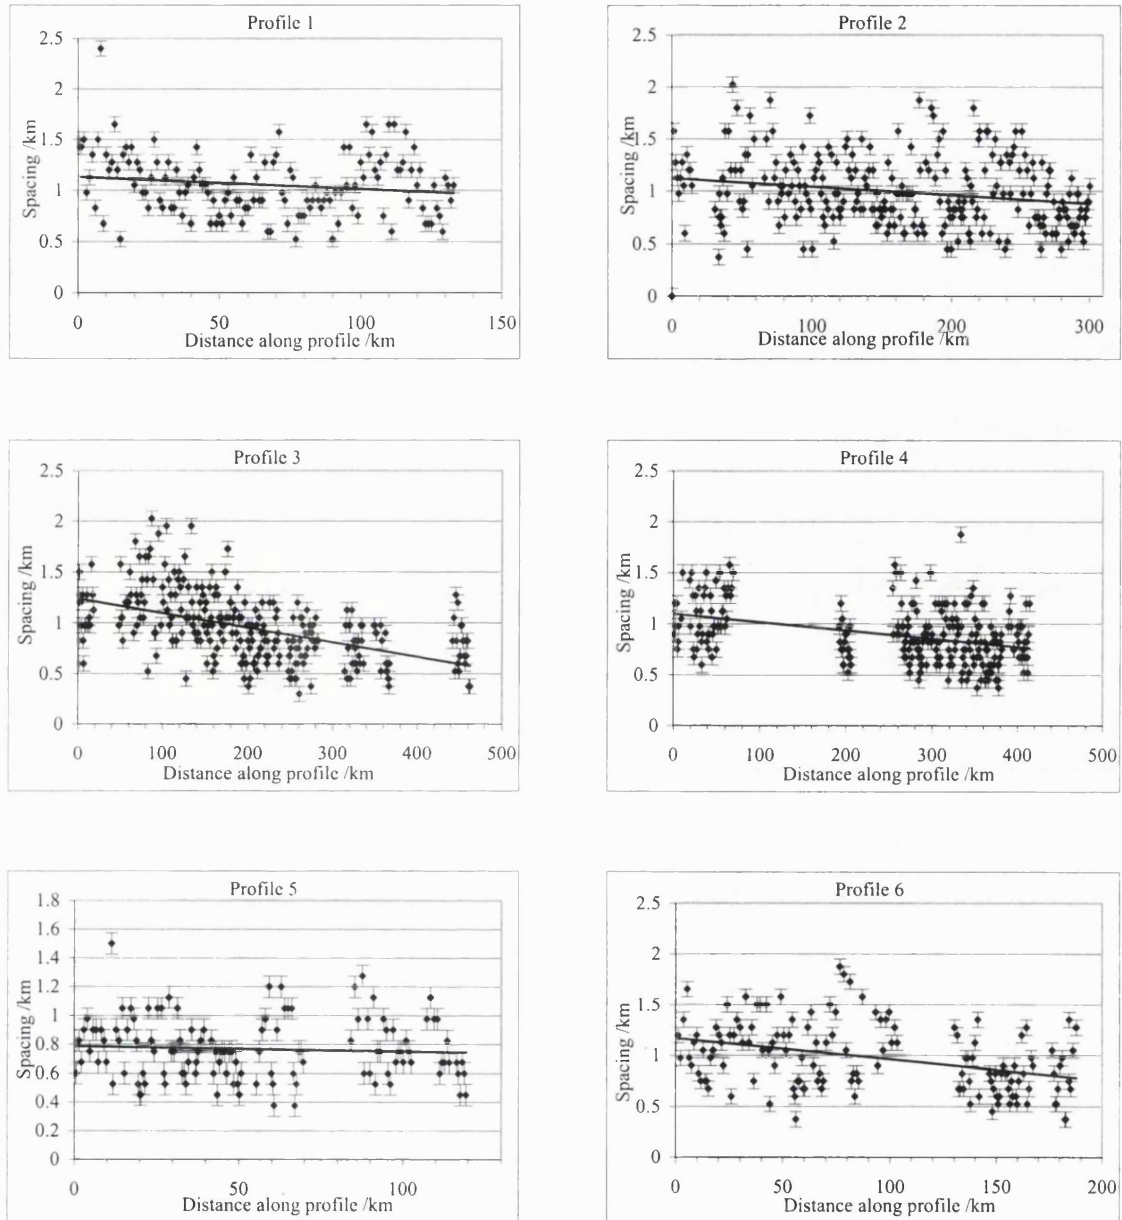 Profile 1
2.5
2
1.5
1
0.5
0
Spacing /km
0 50 100 150
Distance along profile /km
Profile 2
2.5
2
1.5
1
0.5
0
Spacing /km
0 100 200 300
Distance along profile /km
Profile 3
2.5
2
1.5
1
0.5
0
Spacing /km
0 100 200 300 400 500
Distance along profile /km
Profile 4
2.5
2
1.5
1
0.5
0
Spacing /km
0 100 200 300 400 500
Distance along profile /km
Profile 5
1.8
1.6
1.4
1.2
1
0.8
0.6
0.4
0.2
0
Spacing /km
0 50 100
Distance along profile /km
Profile 6
2.5
2
1.5
1
0.5
0
Spacing /km
0 50 100 150 200
Distance along profile /km